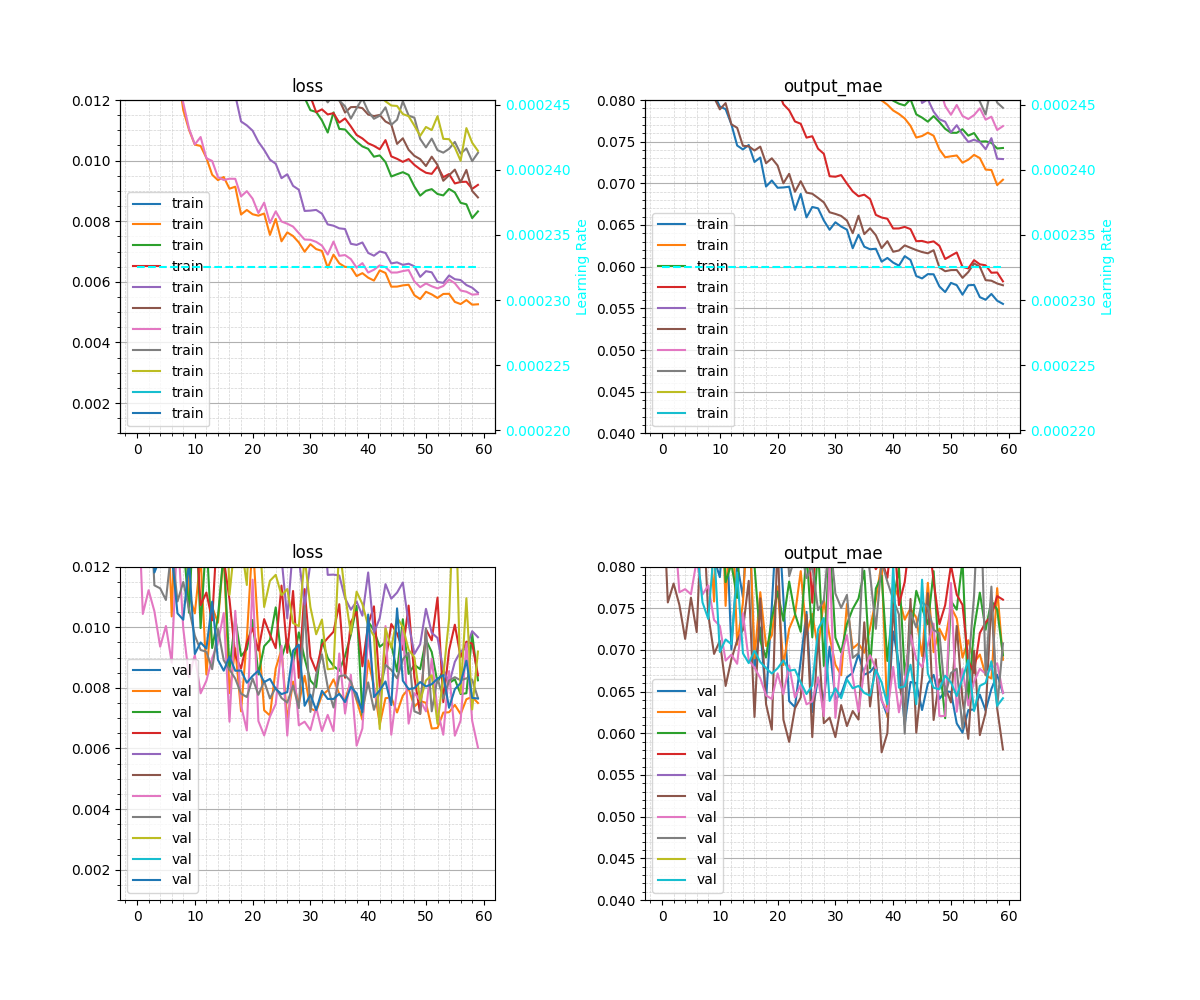 loss
0.012
0.010
0.008
0.006
0.004
0.002
train
train
train
train
train
train
train
train
train
train
train
0 10 20 30 40 50 60
0.000245
0.000240
0.000235
0.000230
0.000225
0.000220
Learning Rate
output_mae
0.080
0.075
0.070
0.065
0.060
0.055
0.050
0.045
0.040
train
train
train
train
train
train
train
train
train
train
0 10 20 30 40 50 60
0.000245
0.000240
0.000235
0.000230
0.000225
0.000220
Learning Rate
loss
0.012
0.010
0.008
0.006
0.004
0.002
val
val
val
val
val
val
val
val
val
val
val
0 10 20 30 40 50 60
output_mae
0.080
0.075
0.070
0.065
0.060
0.055
0.050
0.045
0.040
val
val
val
val
val
val
val
val
val
val
0 10 20 30 40 50 60